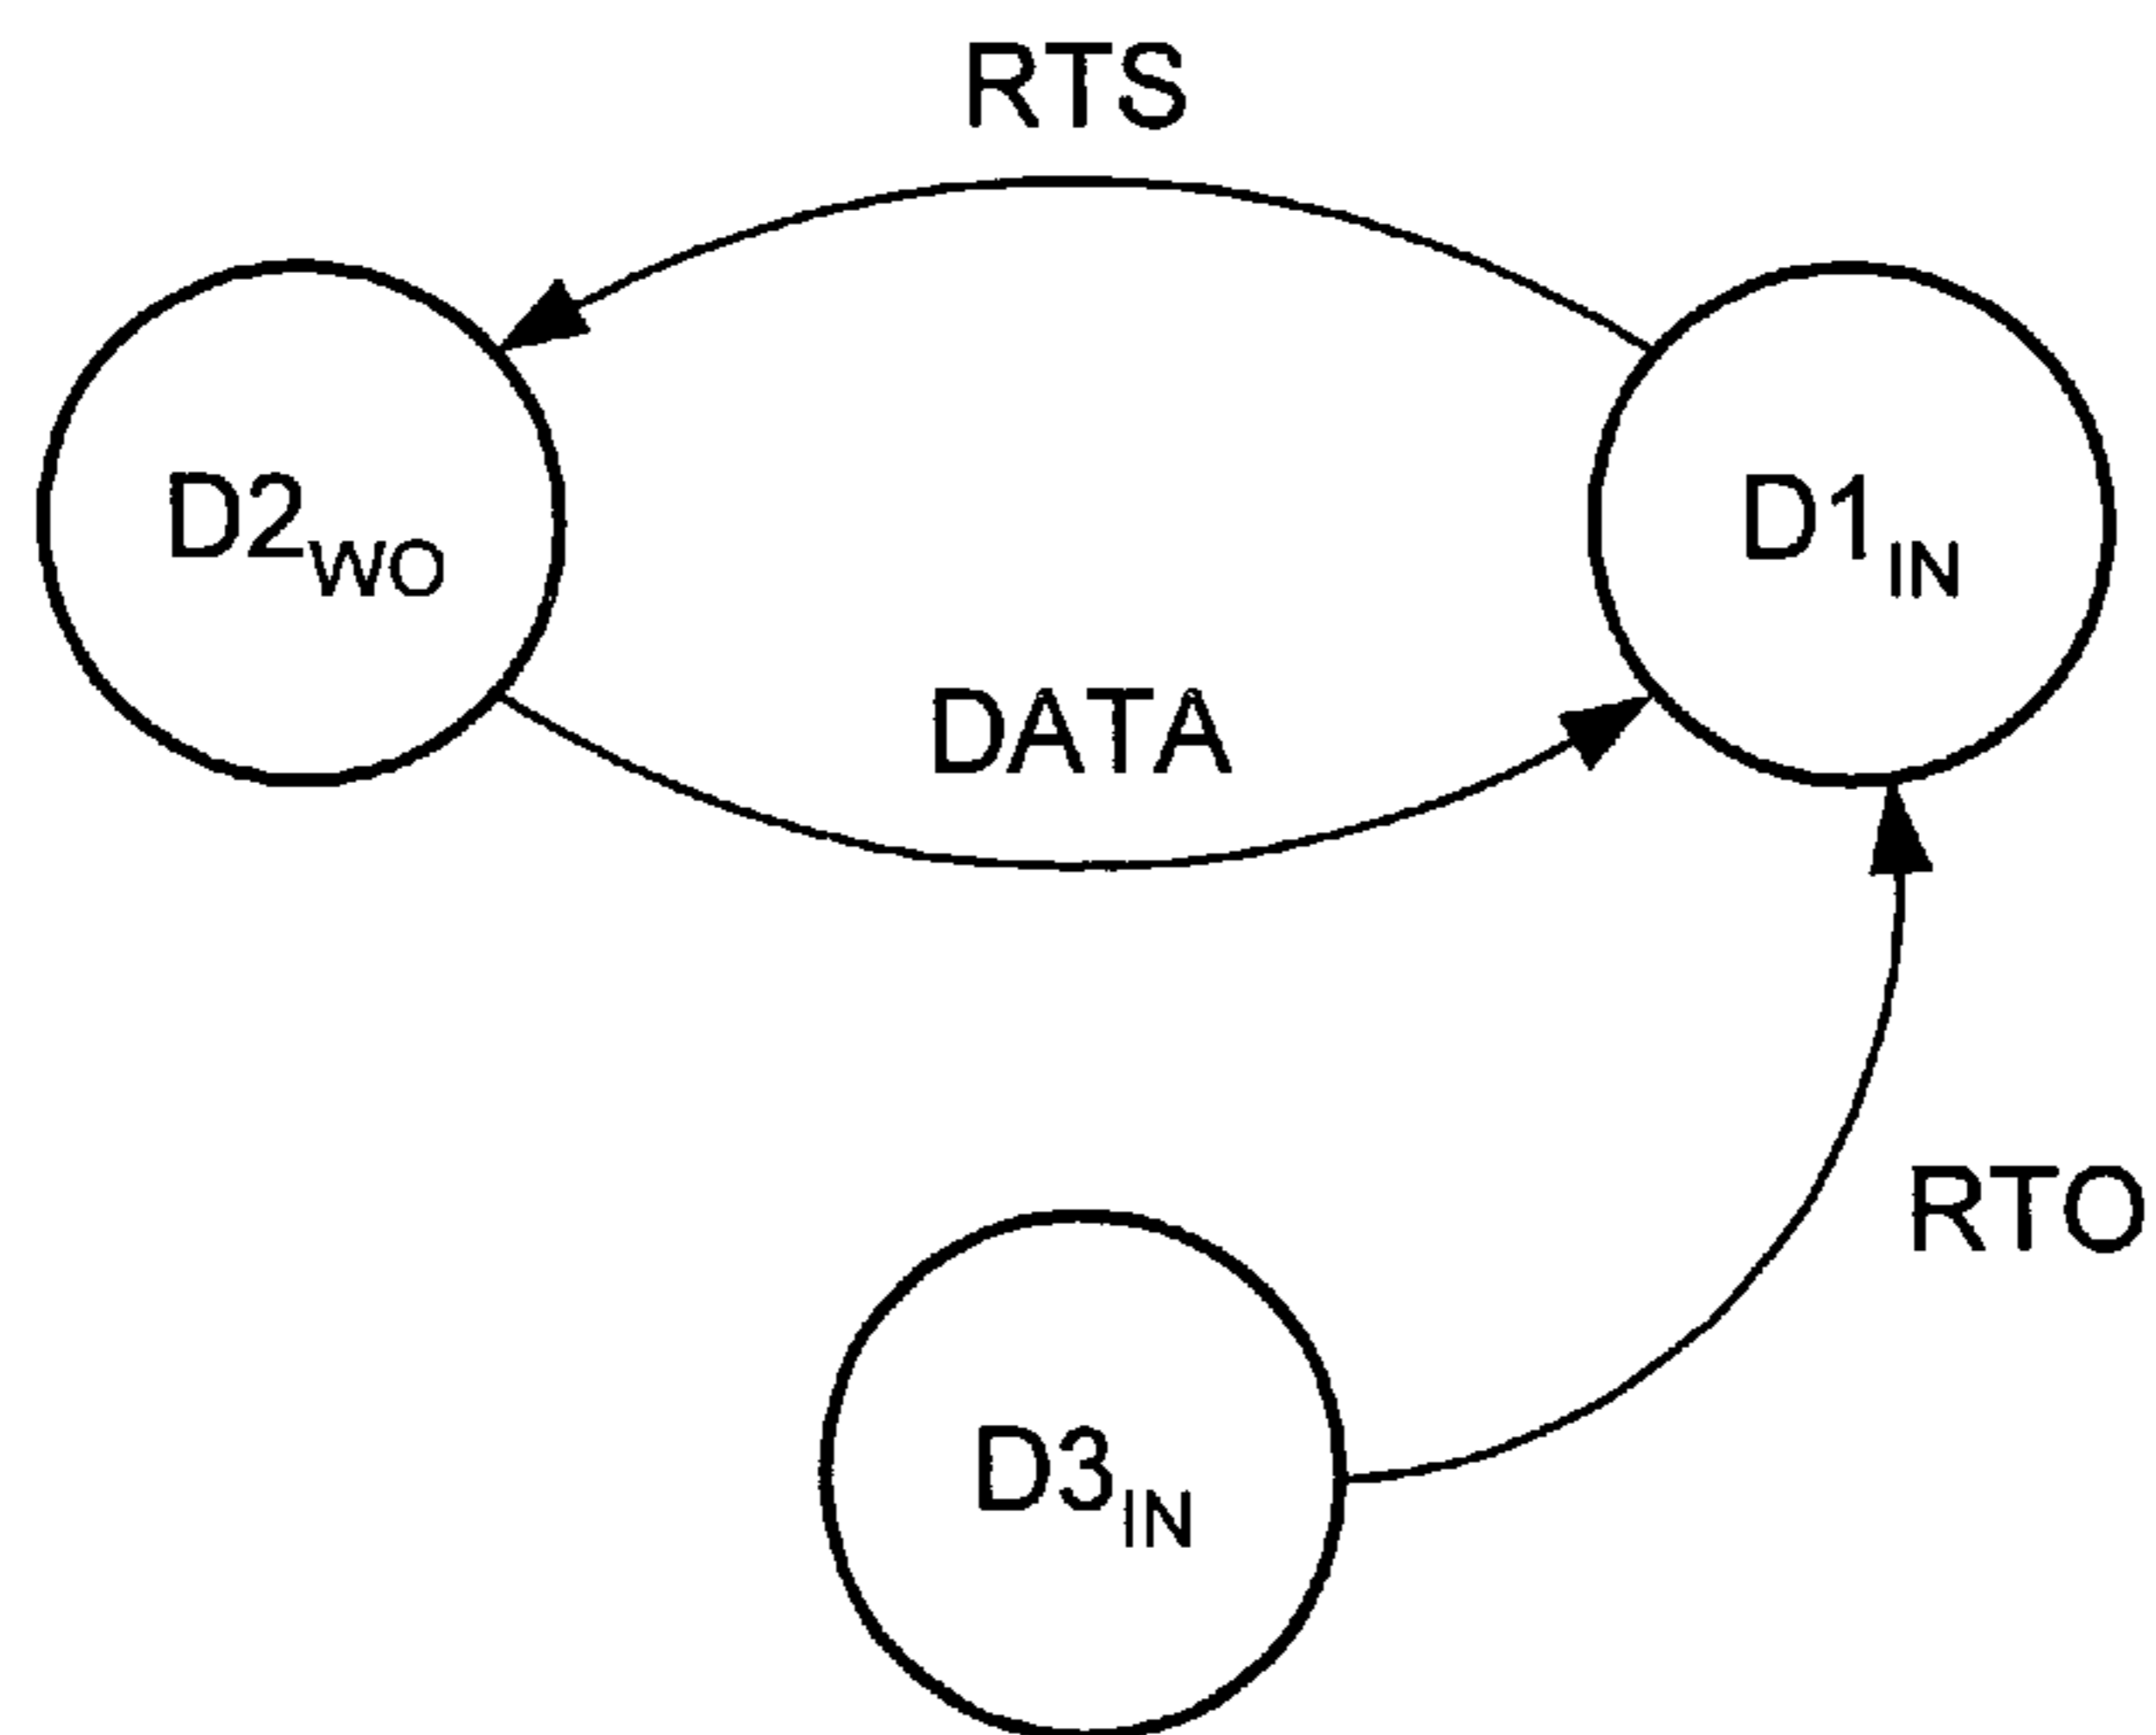 RTS
D2WO
D1IN
DATA
RTO
D3IN